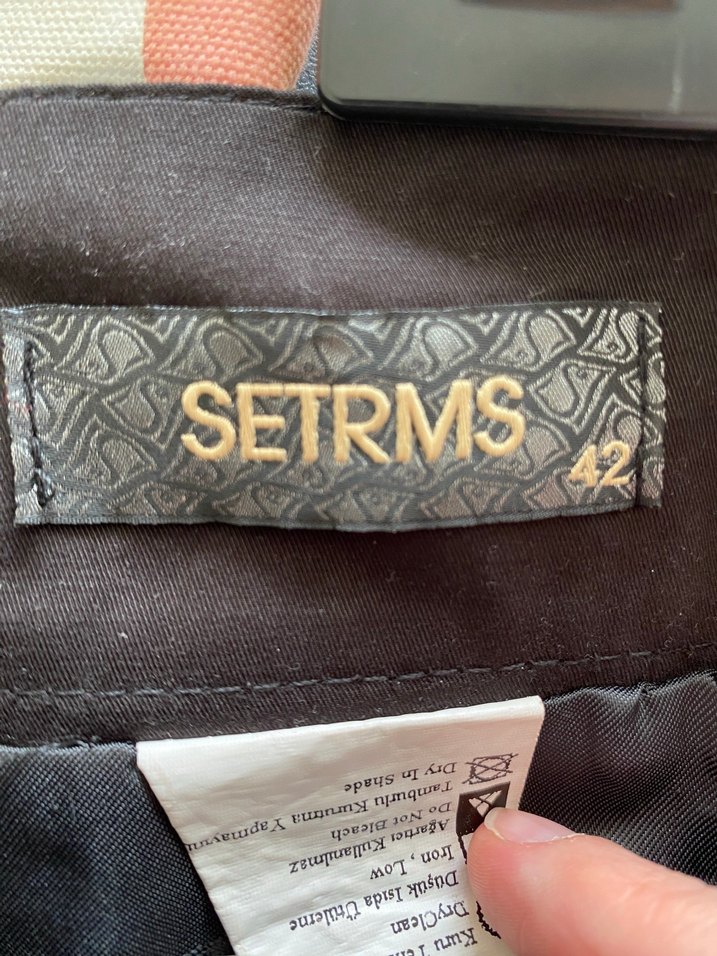 SETRMS
42
Kuru
DryClean
Düşük Isıda Ütüleme
Iron , Low
Ağartıcı Kullanılmaz
Do Not Bleach
Tamburlu Kurutma
Dry In Shade